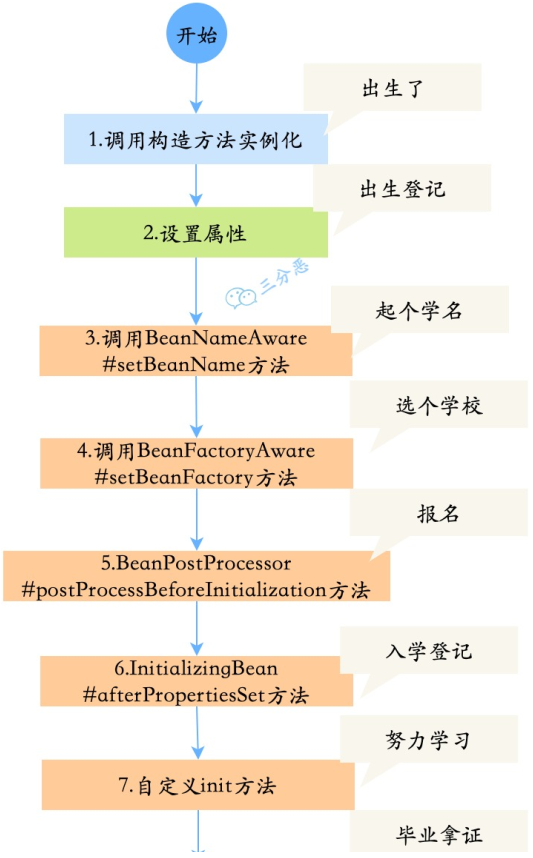 开始
出生了
1.调用构造方法实例化
出生登记
2.设置属性
三分恶
起个学名
3.调用BeanNameAware
#setBeanName方法
选个学校
4.调用BeanFactoryAware
#setBeanFactory方法
报名
5.BeanPostProcessor
#postProcessBeforeInitialization方法
入学登记
6.InitializingBean
#afterPropertiesSet方法
努力学习
7.自定义init方法
毕业拿证